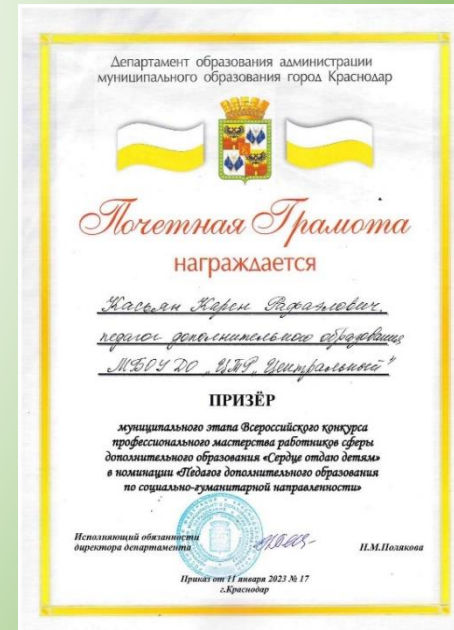 Департамент образования администрации
муниципального образования город Краснодар
Почетная Грамота
награждается
Касьян Карен Рафаэлович,
педагог дополнительного образования
МБОУ ДО „ЦТР „Центральный"
ПРИЗЁР
муниципального этапа Всероссийского конкурса
профессионального мастерства работников сферы
дополнительного образования «Сердце отдаю детям»
в номинации «Педагог дополнительного образования
по социально-гуманитарной направленности»
Исполняющий обязанности
директора департамента
Н.М.Полякова
Приказ от 11 января 2023 № 17
г.Краснодар